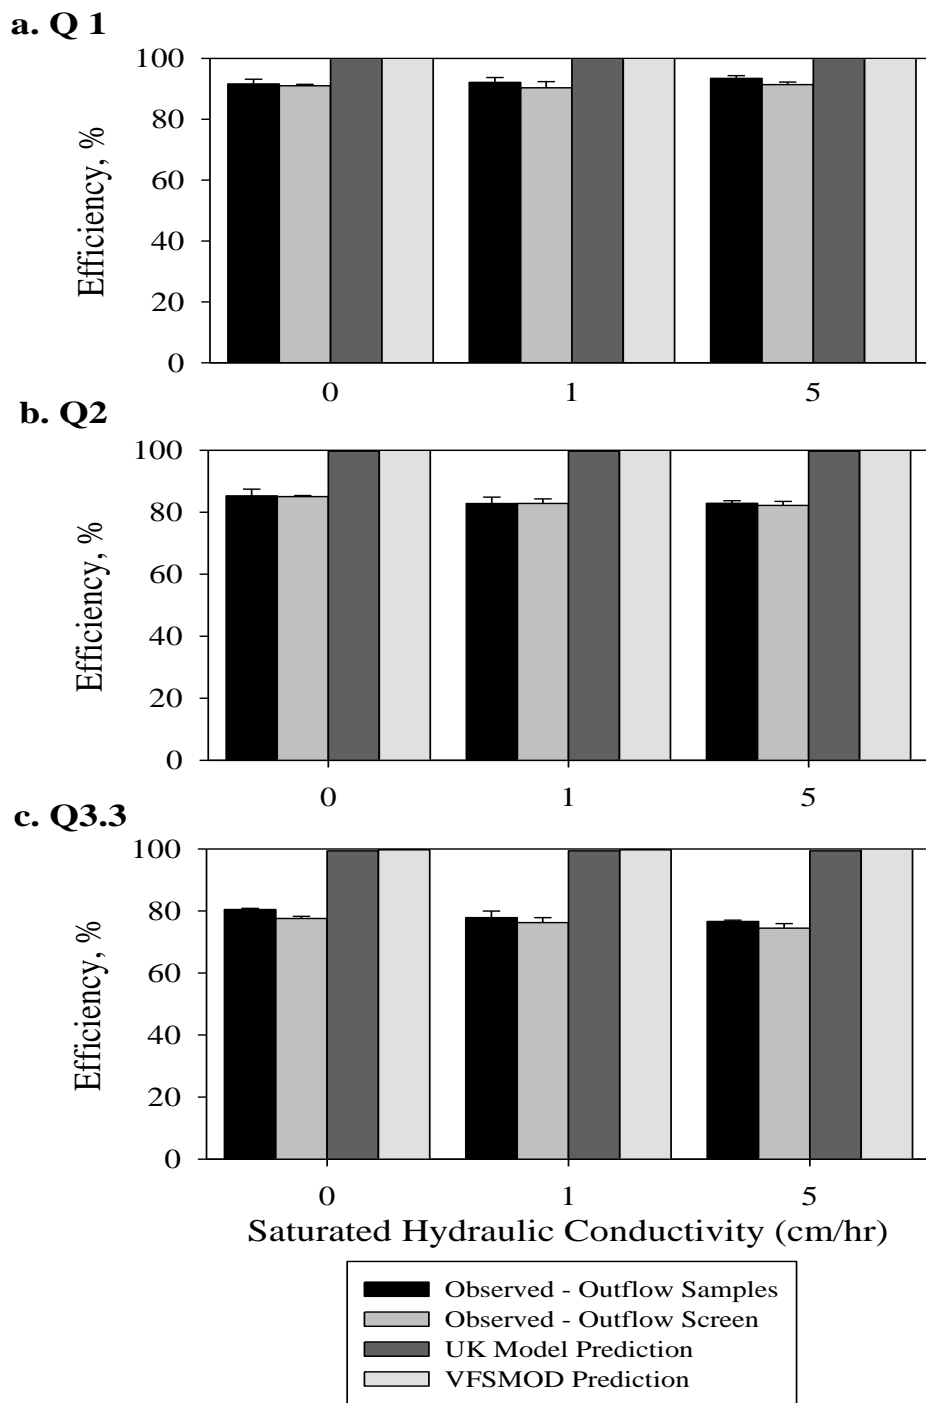 a. Q 1
100
80
60
40
20
0
Efficiency, %
0 1 5
b. Q2
100
80
60
40
20
0
Efficiency, %
0 1 5
c. Q3.3
100
80
60
40
20
0
Efficiency, %
0 1 5
Saturated Hydraulic Conductivity (cm/hr)
Observed - Outflow Samples
Observed - Outflow Screen
UK Model Prediction
VFSMOD Prediction